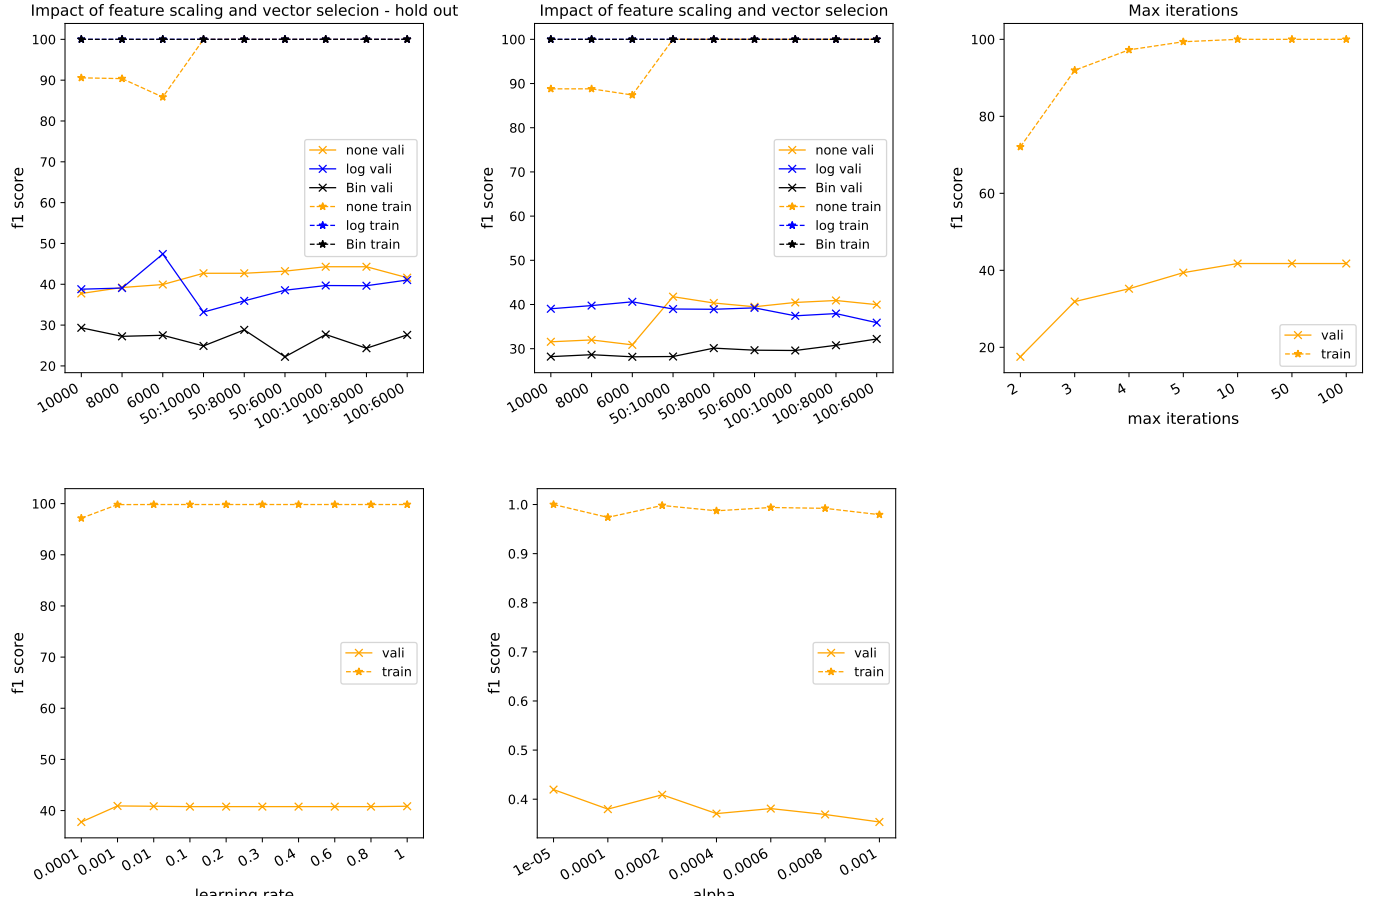 Impact of feature scaling and vector selecion - hold out
100
90
80
70
60
50
40
30
20
f1 score
none vali
log vali
Bin vali
none train
log train
Bin train
10000
8000
6000
50:10000
50:8000
50:6000
100:10000
100:8000
100:6000
Impact of feature scaling and vector selecion
100
90
80
70
60
50
40
30
f1 score
none vali
log vali
Bin vali
none train
log train
Bin train
10000
8000
6000
50:10000
50:8000
50:6000
100:10000
100:8000
100:6000
Max iterations
100
80
60
40
20
f1 score
vali
train
2
3
4
5
10
50
100
max iterations
100
90
80
70
60
50
40
f1 score
vali
train
0.0001
0.001
0.01
0.1
0.2
0.3
0.4
0.6
0.8
1
learning rate
1.0
0.9
0.8
0.7
0.6
0.5
0.4
f1 score
vali
train
1e-05
0.0001
0.0002
0.0004
0.0006
0.0008
0.001
alpha